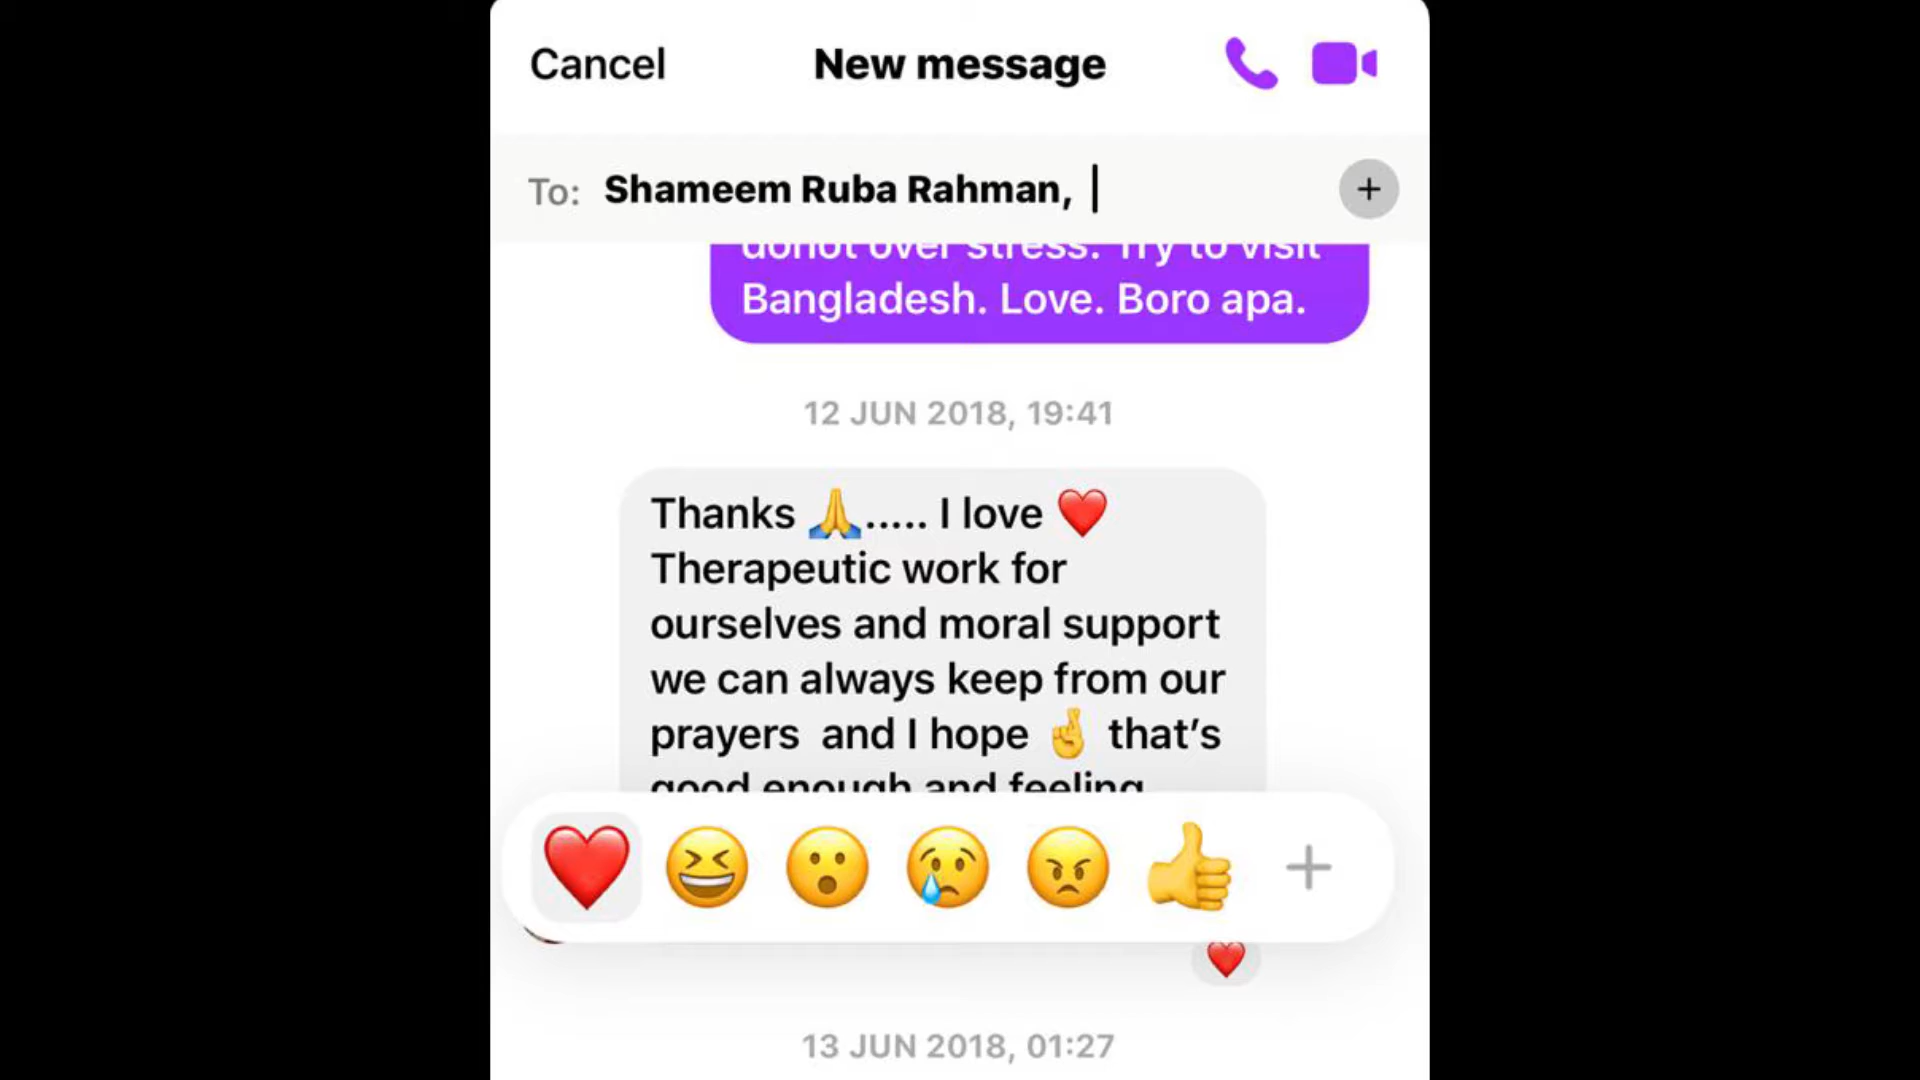 Cancel
New message
To: Shameem Ruba Rahman,
donot over stress. Try to visit
Bangladesh. Love. Boro apa.
12 JUN 2018, 19:41
Thanks 🙏..... I love ❤️
Therapeutic work for
ourselves and moral support
we can always keep from our
prayers  and I hope 🤞 that’s
good enough and feeling
13 JUN 2018, 01:27